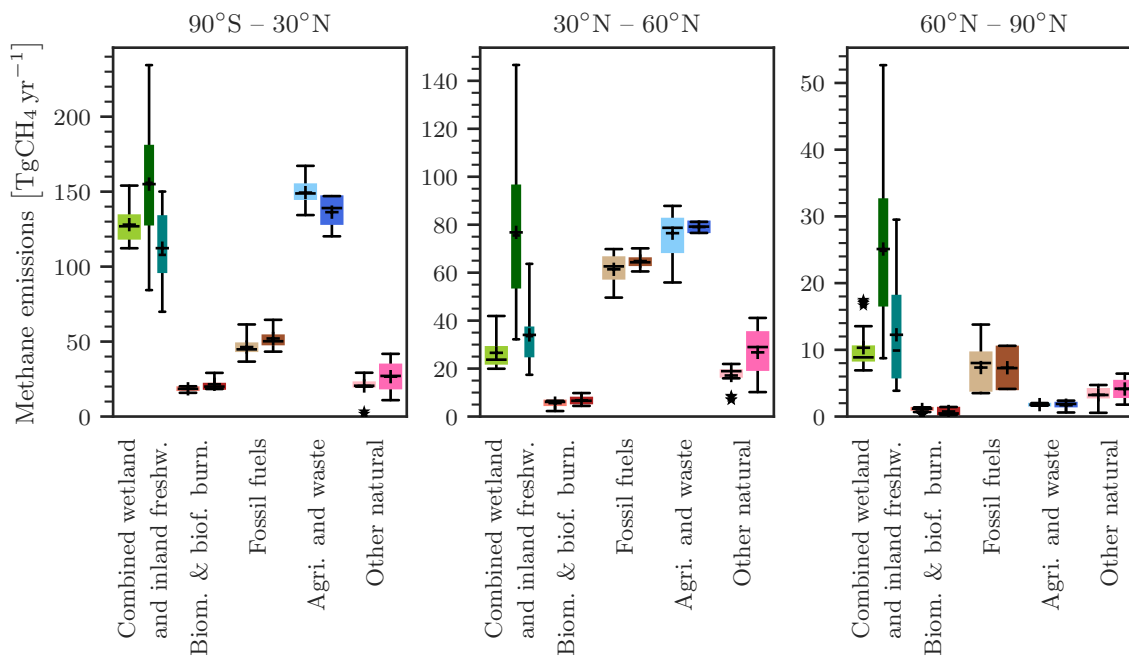 90°S – 30°N
30°N – 60°N
60°N – 90°N
Methane emissions [TgCH₄ yr⁻¹]
200
150
100
50
0
140
120
100
80
60
40
20
0
50
40
30
20
10
0
Combined wetland
and inland freshw.
Biom. & biof. burn.
Fossil fuels
Agri. and waste
Other natural
Combined wetland
and inland freshw.
Biom. & biof. burn.
Fossil fuels
Agri. and waste
Other natural
Combined wetland
and inland freshw.
Biom. & biof. burn.
Fossil fuels
Agri. and waste
Other natural